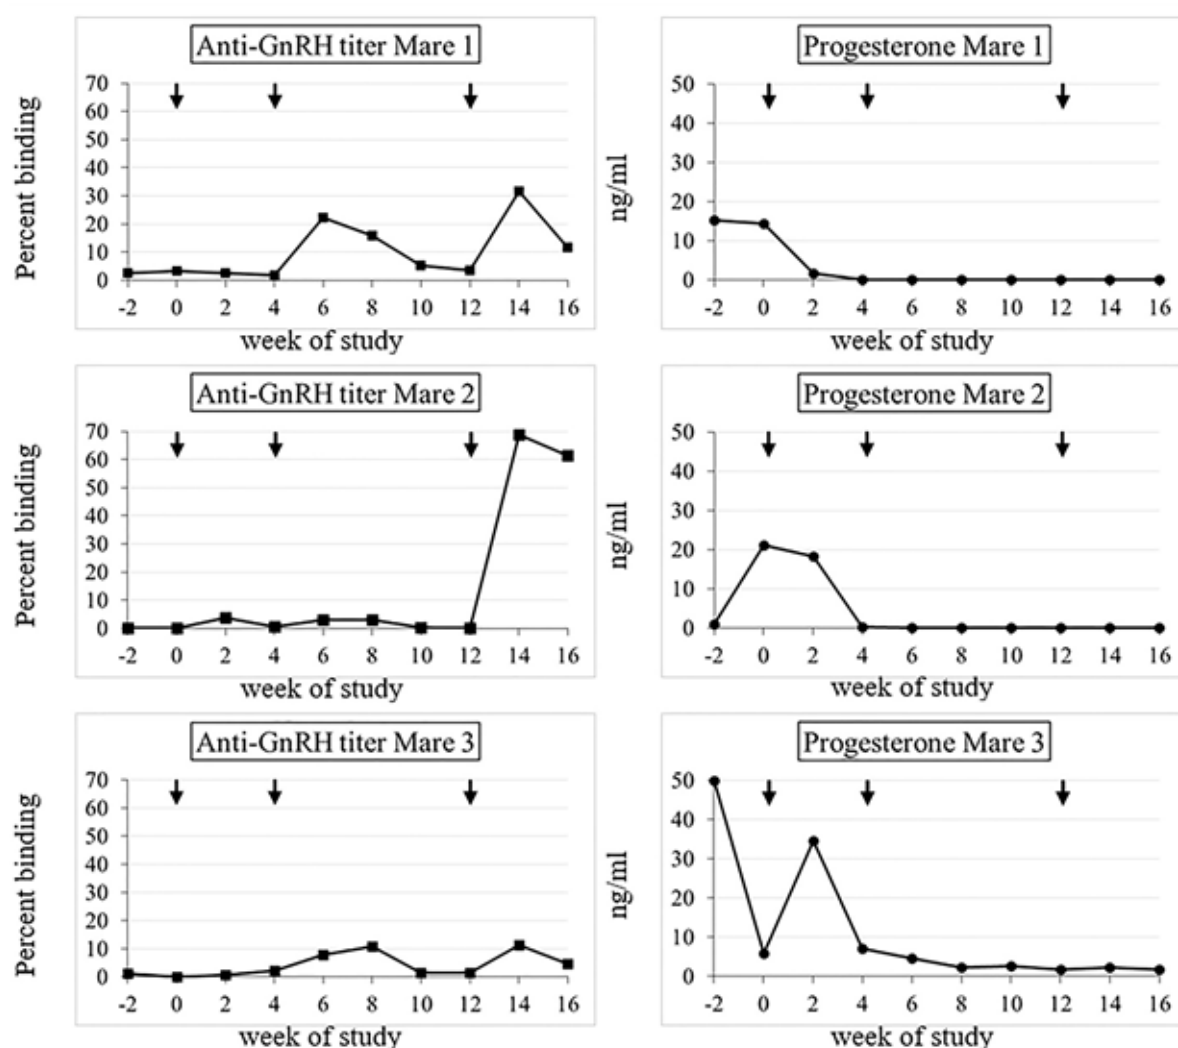 Anti-GnRH titer Mare 1
Percent binding
70
60
50
40
30
20
10
0
-2 0 2 4 6 8 10 12 14 16
week of study
Progesterone Mare 1
ng/ml
50
40
30
20
10
0
-2 0 2 4 6 8 10 12 14 16
week of study
Anti-GnRH titer Mare 2
Percent binding
70
60
50
40
30
20
10
0
-2 0 2 4 6 8 10 12 14 16
week of study
Progesterone Mare 2
ng/ml
50
40
30
20
10
0
-2 0 2 4 6 8 10 12 14 16
week of study
Anti-GnRH titer Mare 3
Percent binding
70
60
50
40
30
20
10
0
-2 0 2 4 6 8 10 12 14 16
week of study
Progesterone Mare 3
ng/ml
50
40
30
20
10
0
-2 0 2 4 6 8 10 12 14 16
week of study